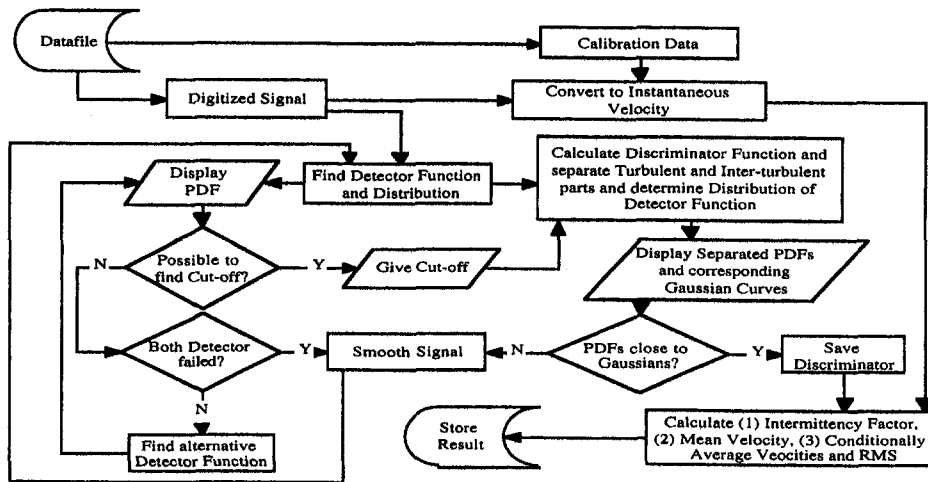 Datafile
Calibration Data
Digitized Signal
Convert to Instantaneous
Velocity
Display
PDF
Find Detector Function
and Distribution
Calculate Discriminator Function and
separate Turbulent and Inter-turbulent
parts and determine Distribution of
Detector Function
N
Possible to
find Cut-off?
Y
Give Cut-off
Display Separated PDFs
and corresponding
Gaussian Curves
Both Detector
failed?
Y
Smooth Signal
N
PDFs close to
Gaussians?
Y
Save
Discriminator
N
Find alternative
Detector Function
Store
Result
Calculate (1) Intermittency Factor,
(2) Mean Velocity, (3) Conditionally
Average Veocities and RMS